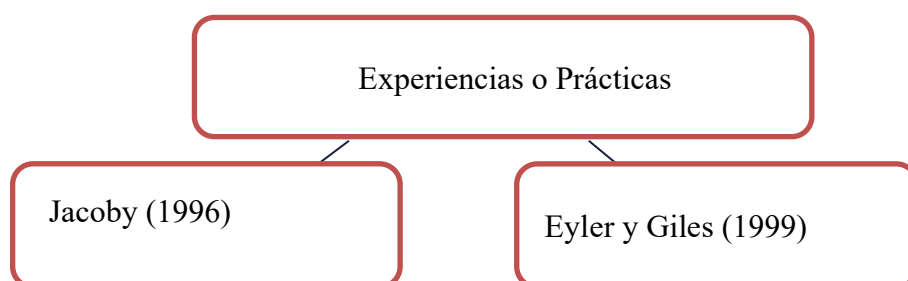 Experiencias o Prácticas
Jacoby (1996)
Eyler y Giles (1999)